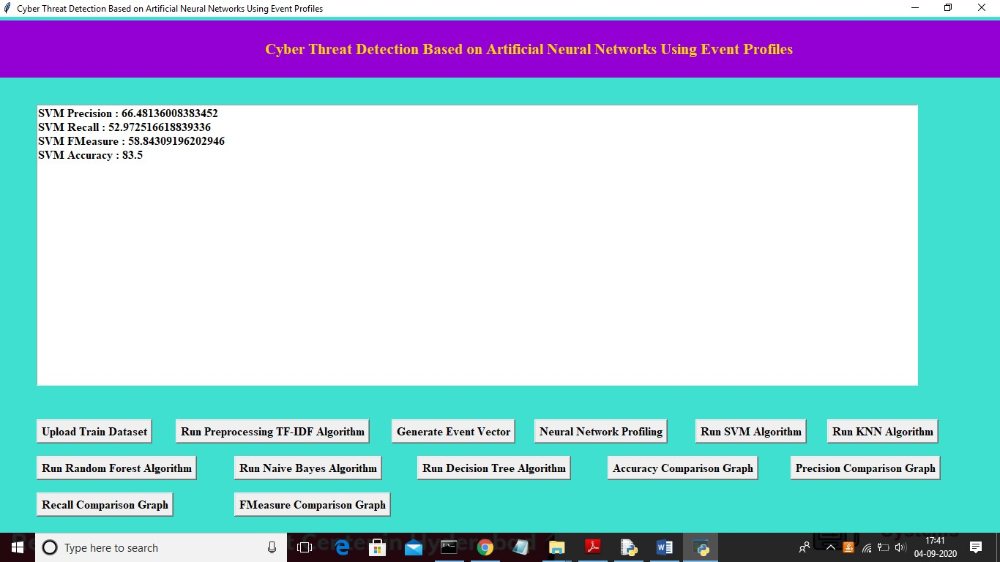 Cyber Threat Detection Based on Artificial Neural Networks Using Event Profiles
Cyber Threat Detection Based on Artificial Neural Networks Using Event Profiles
SVM Precision : 66.48136008383452
SVM Recall : 52.972516618839336
SVM FMeasure : 58.84309196202946
SVM Accuracy : 83.5
Upload Train Dataset Run Preprocessing TF-IDF Algorithm Generate Event Vector Neural Network Profiling Run SVM Algorithm Run KNN Algorithm
Run Random Forest Algorithm Run Naive Bayes Algorithm Run Decision Tree Algorithm Accuracy Comparison Graph Precision Comparison Graph
Recall Comparison Graph FMeasure Comparison Graph
Type here to search
17:41
04-09-2020